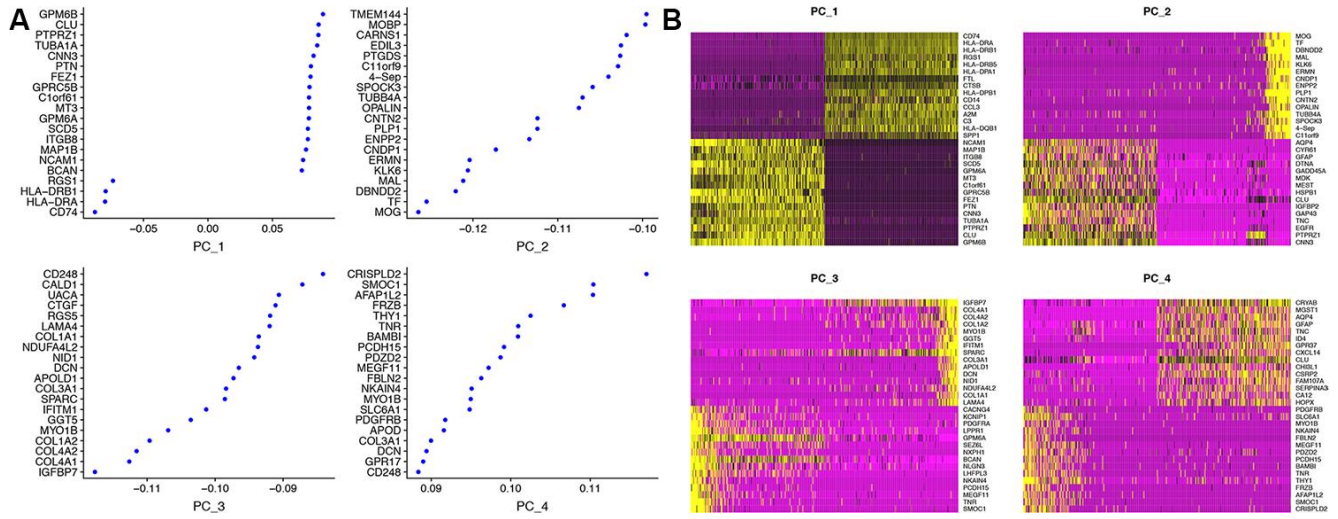 A
GPM6B
CLU
PTPRZ1
TUBA1A
CNN3
PTN
FEZ1
GPRC5B
C1orf61
MT3
GPM6A
SCD5
ITGB8
MAP1B
NCAM1
BCAN
RGS1
HLA-DRB1
HLA-DRA
CD74
-0.05 0.00 0.05
PC_1
TMEM144
MOBP
CARNS1
EDIL3
PTGDS
C11orf9
4-Sep
SPOCK3
TUBB4A
OPALIN
CNTN2
PLP1
ENPP2
CNDP1
ERMN
KLK6
MAL
DBNDD2
TF
MOG
-0.12 -0.11 -0.10
PC_2
CD248
CALD1
UACA
CTGF
RGS5
LAMA4
COL1A1
NDUFA4L2
NID1
DCN
APOLD1
COL3A1
SPARC
IFITM1
GGT5
MYO1B
COL1A2
COL4A2
COL4A1
IGFBP7
-0.11 -0.10 -0.09
PC_3
CRISPLD2
SMOC1
AFAP1L2
FRZB
THY1
TNR
BAMBI
PCDH15
PDZD2
MEGF11
FBLN2
NKAIN4
MYO1B
SLC6A1
PDGFRB
APOD
COL3A1
DCN
GPR17
CD248
0.09 0.10 0.11
PC_4
B
PC_1
CD74
HLA-DRA
HLA-DRB1
RGS1
HLA-DRB5
HLA-DPA1
FTL
CTSB
HLA-DPB1
CD14
CCL3
A2M
C3
HLA-DQB1
SPP1
NCAM1
MAP1B
ITGB8
SCD5
GPM6A
MT3
C1orf61
GPRC5B
FEZ1
PTN
CNN3
TUBA1A
PTPRZ1
CLU
GPM6B
PC_2
MOG
TF
DBNDD2
MAL
KLK6
ERMN
CNDP1
ENPP2
PLP1
CNTN2
OPALIN
TUBB4A
SPOCK3
4-Sep
C11orf9
AQP4
CYR61
GFAP
DTNA
GADD45A
MDK
MEST
HSPB1
CLU
IGFBP2
GAP43
TNC
EGFR
PTPRZ1
CNN3
PC_3
IGFBP7
COL4A1
COL4A2
COL1A2
MYO1B
GGT5
IFITM1
SPARC
COL3A1
APOLD1
DCN
NID1
NDUFA4L2
COL1A1
LAMA4
CACNG4
KCNIP1
PDGFRA
LPPR1
GPM6A
SEZ6L
NXPH1
BCAN
NLGN3
LHFPL3
NKAIN4
PCDH15
MEGF11
TNR
SMOC1
PC_4
CRYAB
MGST1
AQP4
GFAP
TNC
ID4
GPR37
CXCL14
CLU
CHI3L1
CSRP2
FAM107A
SERPINA3
CA12
HOPX
PDGFRB
SLC6A1
MYO1B
NKAIN4
FBLN2
MEGF11
PDZD2
PCDH15
BAMBI
TNR
THY1
FRZB
AFAP1L2
SMOC1
CRISPLD2